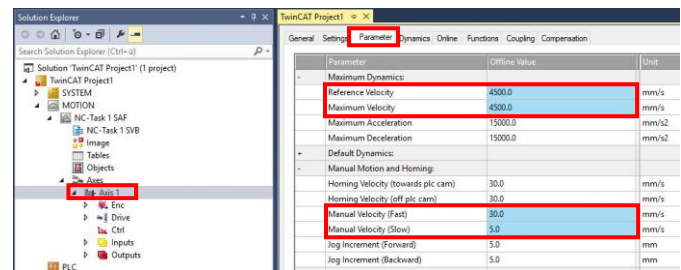 Solution Explorer
Search Solution Explorer (Ctrl+ü)
Solution 'TwinCAT Project1' (1 project)
TwinCAT Project1
SYSTEM
MOTION
NC-Task 1 SAF
NC-Task 1 SVB
Image
Tables
Objects
Axes
Axis 1
Enc
Drive
Ctrl
Inputs
Outputs
PLC
TwinCAT Project1
General Settings Parameter Dynamics Online Functions Coupling Compensation
Parameter Offline Value Unit
- Maximum Dynamics:
Reference Velocity 4500.0 mm/s
Maximum Velocity 4500.0 mm/s
Maximum Acceleration 15000.0 mm/s2
Maximum Deceleration 15000.0 mm/s2
+ Default Dynamics:
- Manual Motion and Homing:
Homing Velocity (towards plc cam) 30.0 mm/s
Homing Velocity (off plc cam) 30.0 mm/s
Manual Velocity (Fast) 30.0 mm/s
Manual Velocity (Slow) 5.0 mm/s
Jog Increment (Forward) 5.0 mm
Jog Increment (Backward) 5.0 mm